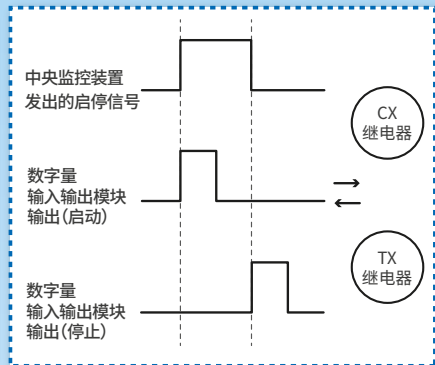 中央监控装置
发出的启停信号
CX
继电器
数字量
输入输出模块
输出(启动)
TX
继电器
数字量
输入输出模块
输出(停止)